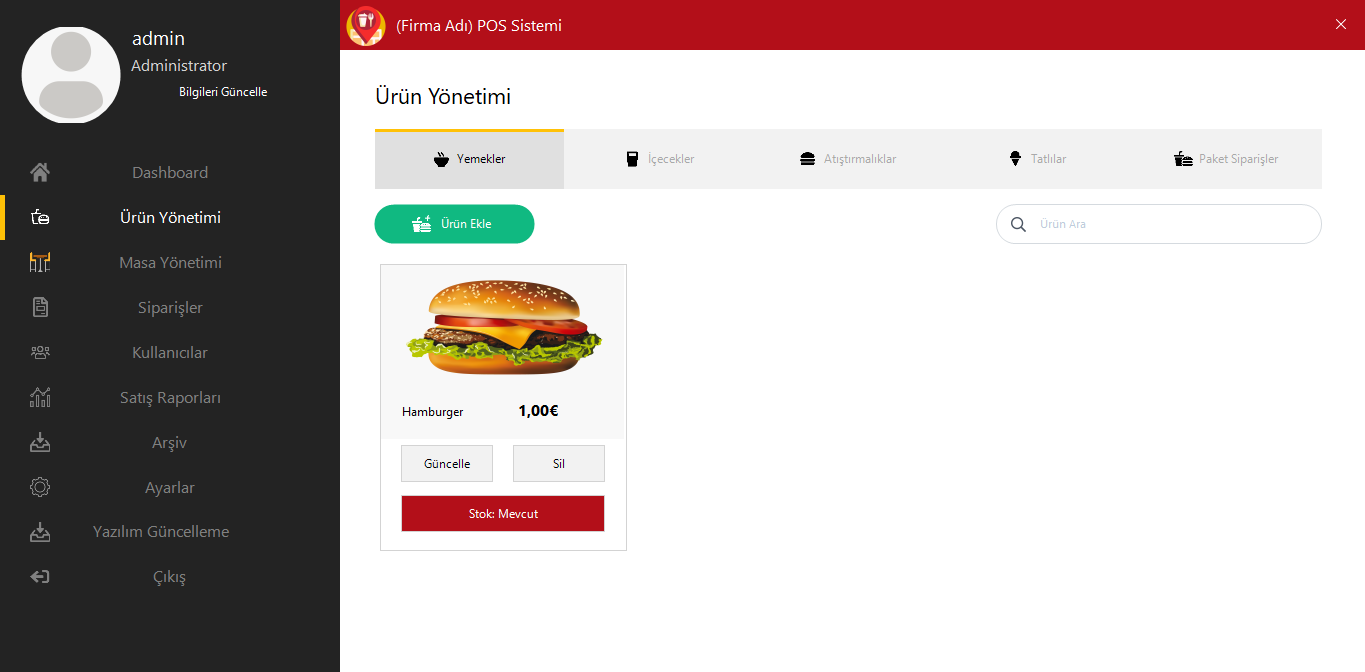 admin
Administrator
Bilgileri Güncelle
Dashboard
Ürün Yönetimi
Masa Yönetimi
Siparişler
Kullanıcılar
Satış Raporları
Arşiv
Ayarlar
Yazılım Güncelleme
Çıkış
(Firma Adı) POS Sistemi
Ürün Yönetimi
Yemekler İçecekler Atıştırmalıklar Tatlılar Paket Siparişler
Ürün Ekle Ürün Ara
Hamburger 1,00€
Güncelle Sil
Stok: Mevcut